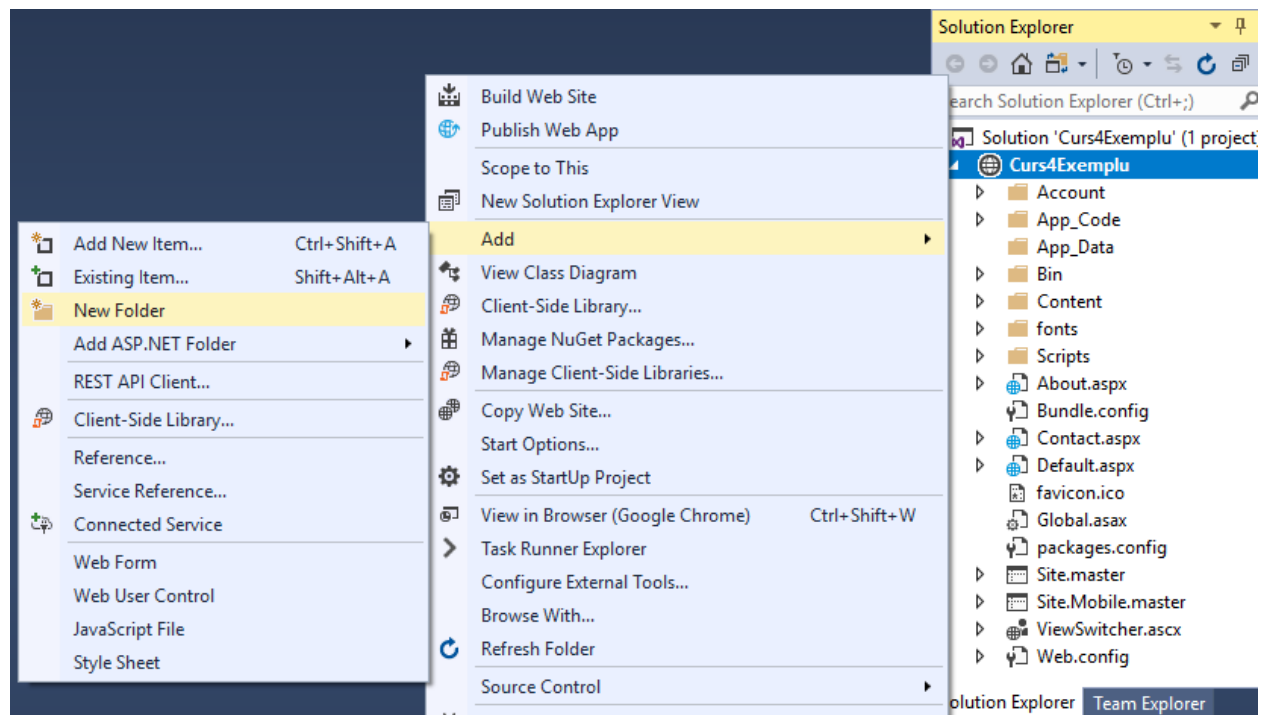 Solution Explorer
earch Solution Explorer (Ctrl+;)
Solution 'Curs4Exemplu' (1 project
Curs4Exemplu
Account
App_Code
App_Data
Bin
Content
fonts
Scripts
About.aspx
Bundle.config
Contact.aspx
Default.aspx
favicon.ico
Global.asax
packages.config
Site.master
Site.Mobile.master
ViewSwitcher.ascx
Web.config
olution Explorer Team Explorer
Build Web Site
Publish Web App
Scope to This
New Solution Explorer View
Add
View Class Diagram
Client-Side Library...
Manage NuGet Packages...
Manage Client-Side Libraries...
Copy Web Site...
Start Options...
Set as StartUp Project
View in Browser (Google Chrome) Ctrl+Shift+W
Task Runner Explorer
Configure External Tools...
Browse With...
Refresh Folder
Source Control
Add New Item... Ctrl+Shift+A
Existing Item... Shift+Alt+A
New Folder
Add ASP.NET Folder
REST API Client...
Client-Side Library...
Reference...
Service Reference...
Connected Service
Web Form
Web User Control
JavaScript File
Style Sheet